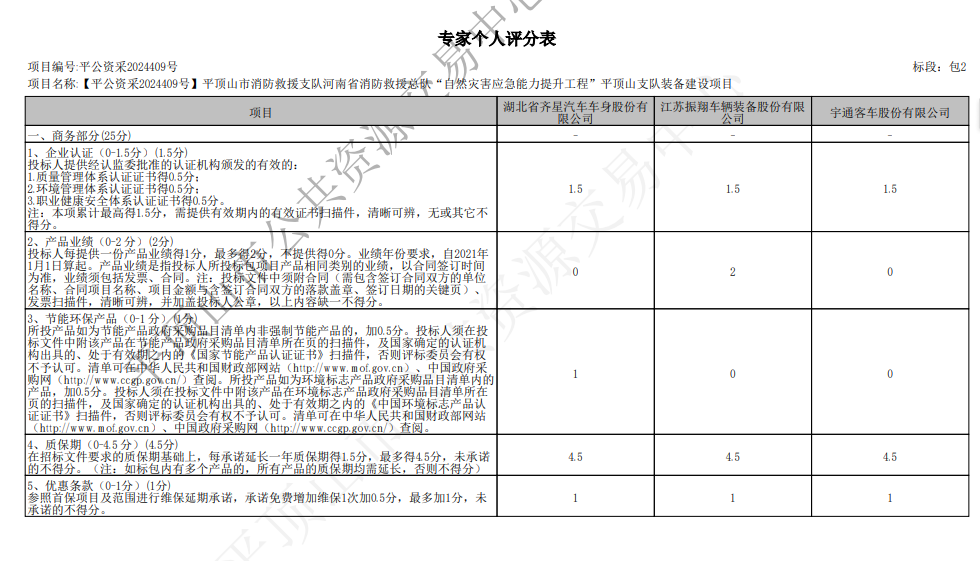 专家个人评分表
项目编号:平公资采2024409号
标段：包2
项目名称:【平公资采2024409号】平顶山市消防救援支队河南省消防救援总队“自然灾害应急能力提升工程”平顶山支队装备建设项目
项目
湖北省齐星汽车车身股份有
限公司
江苏振翔车辆装备股份有限
公司
宇通客车股份有限公司
一、商务部分(25分)
-
-
-
1、企业认证（0-1.5分）(1.5分)
投标人提供经认监委批准的认证机构颁发的有效的：
1.质量管理体系认证证书得0.5分；
2.环境管理体系认证证书得0.5分；
3.职业健康安全体系认证证书得0.5分。
注：本项累计最高得1.5分，需提供有效期内的有效证书扫描件，清晰可辨，无或其它不
得分。
1.5
1.5
1.5
2、产品业绩（0-2 分）(2分)
投标人每提供一份产品业绩得1分，最多得2分，不提供得0分。业绩年份要求，自2021年
1月1日算起。产品业绩是指投标人所投标包项目产品相同类别的业绩，以合同签订时间
为准，业绩须包括发票、合同。注：投标文件中须附合同（需包含签订合同双方的单位
名称、合同项目名称、项目金额与含签订合同双方的落款盖章、签订日期的关键页）、
发票扫描件，清晰可辨，并加盖投标人公章，以上内容缺一不得分。
0
2
0
3、节能环保产品（0-1 分）(1分)
所投产品如为节能产品政府采购品目清单内非强制节能产品的，加0.5分。投标人须在投
标文件中附该产品在节能产品政府采购品目清单所在页的扫描件，及国家确定的认证机
构出具的、处于有效期之内的《国家节能产品认证证书》扫描件，否则评标委员会有权
不予认可。清单可在中华人民共和国财政部网站（http://www.mof.gov.cn）、中国政府采
购网（http://www.ccgp.gov.cn/）查阅。所投产品如为环境标志产品政府采购品目清单内的
产品，加0.5分。投标人须在投标文件中附该产品在环境标志产品政府采购品目清单所在
页的扫描件，及国家确定的认证机构出具的、处于有效期之内的《中国环境标志产品认
证证书》扫描件，否则评标委员会有权不予认可。清单可在中华人民共和国财政部网站
（http://www.mof.gov.cn）、中国政府采购网（http://www.ccgp.gov.cn/）查阅。
1
0
0
4、质保期（0-4.5 分）(4.5分)
在招标文件要求的质保期基础上，每承诺延长一年质保期得1.5分，最多得4.5分，未承诺
的不得分。（注：如标包内有多个产品的，所有产品的质保期均需延长，否则不得分）
4.5
4.5
4.5
5、优惠条款（0-1分）(1分)
参照首保项目及范围进行维保延期承诺，承诺免费增加维保1次加0.5分，最多加1分，未
承诺的不得分。
1
1
1